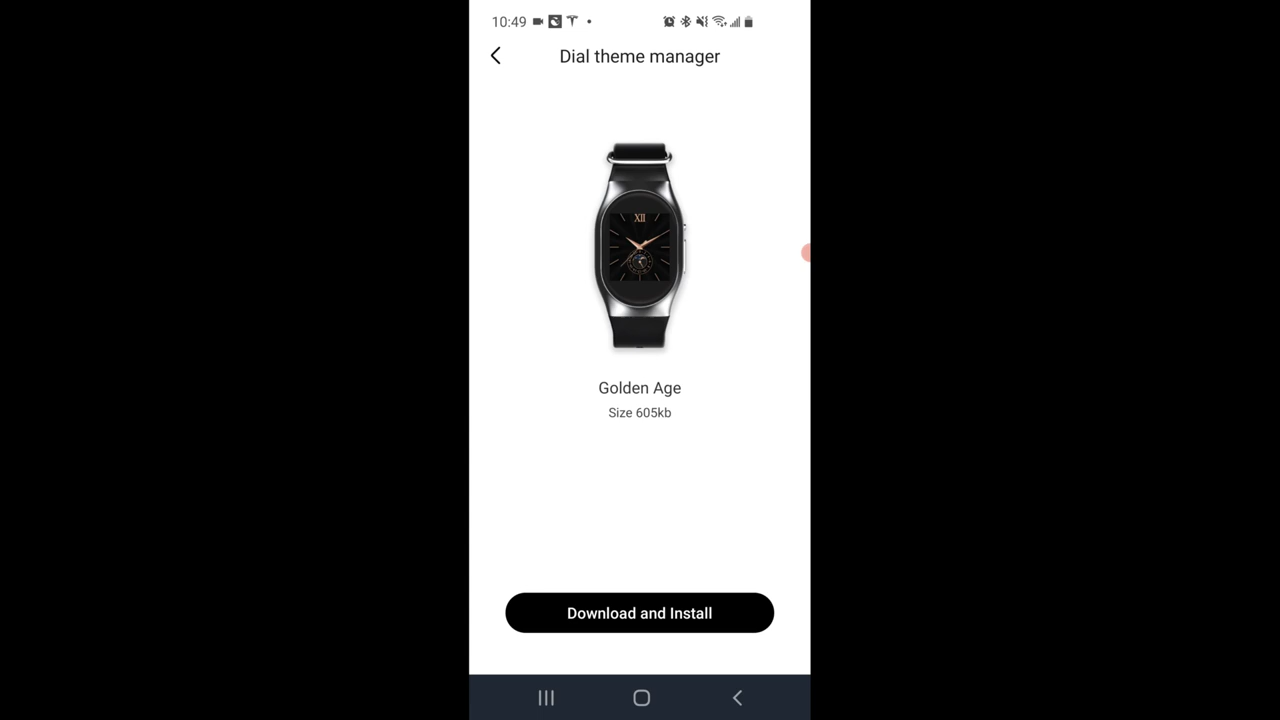 10:49
Dial theme manager
XII
Golden Age
Size 605kb
Download and Install